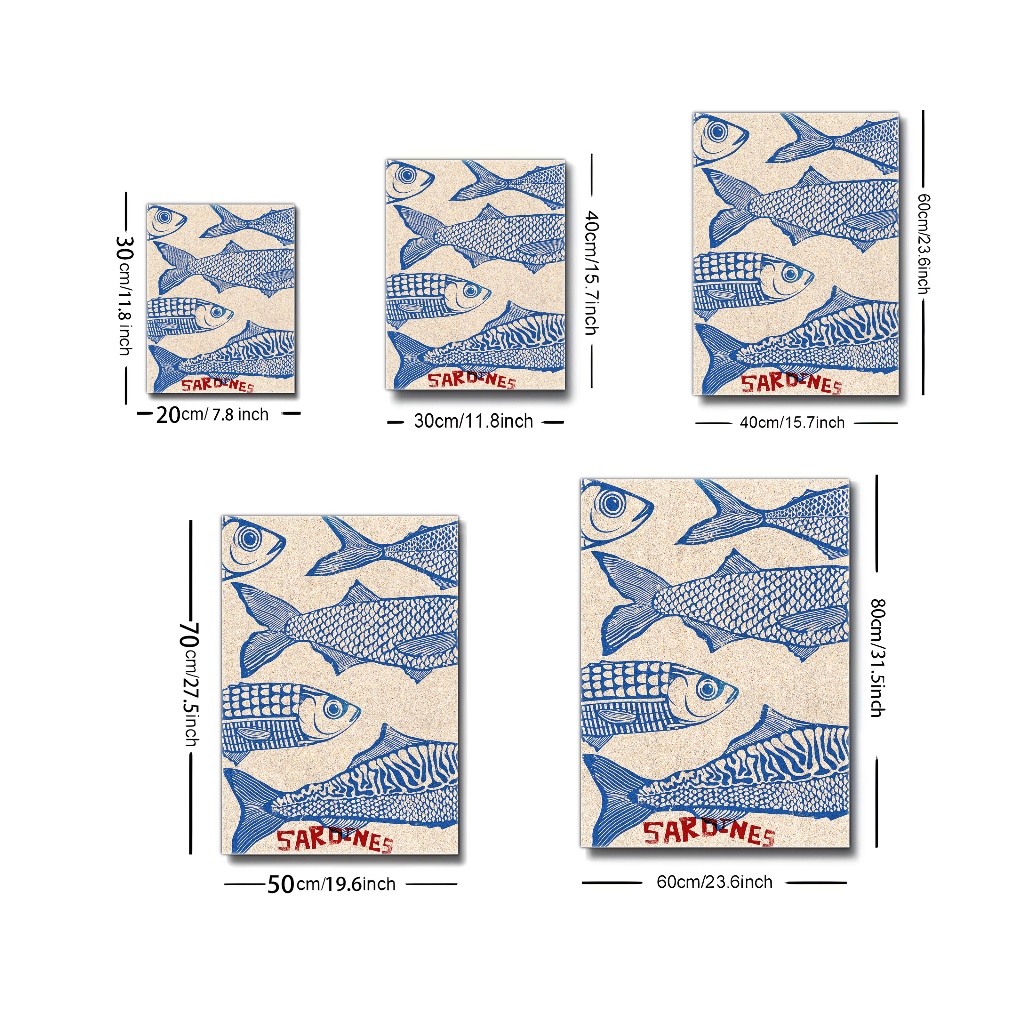 30cm/11.8 inch
SARDINES
20cm/ 7.8 inch
40cm/15.7inch
SARDINES
30cm/11.8inch
60cm/23.6inch
SARDINES
40cm/15.7inch
70cm/27.5inch
SARDINES
50cm/19.6inch
80cm/31.5inch
SARDINES
60cm/23.6inch